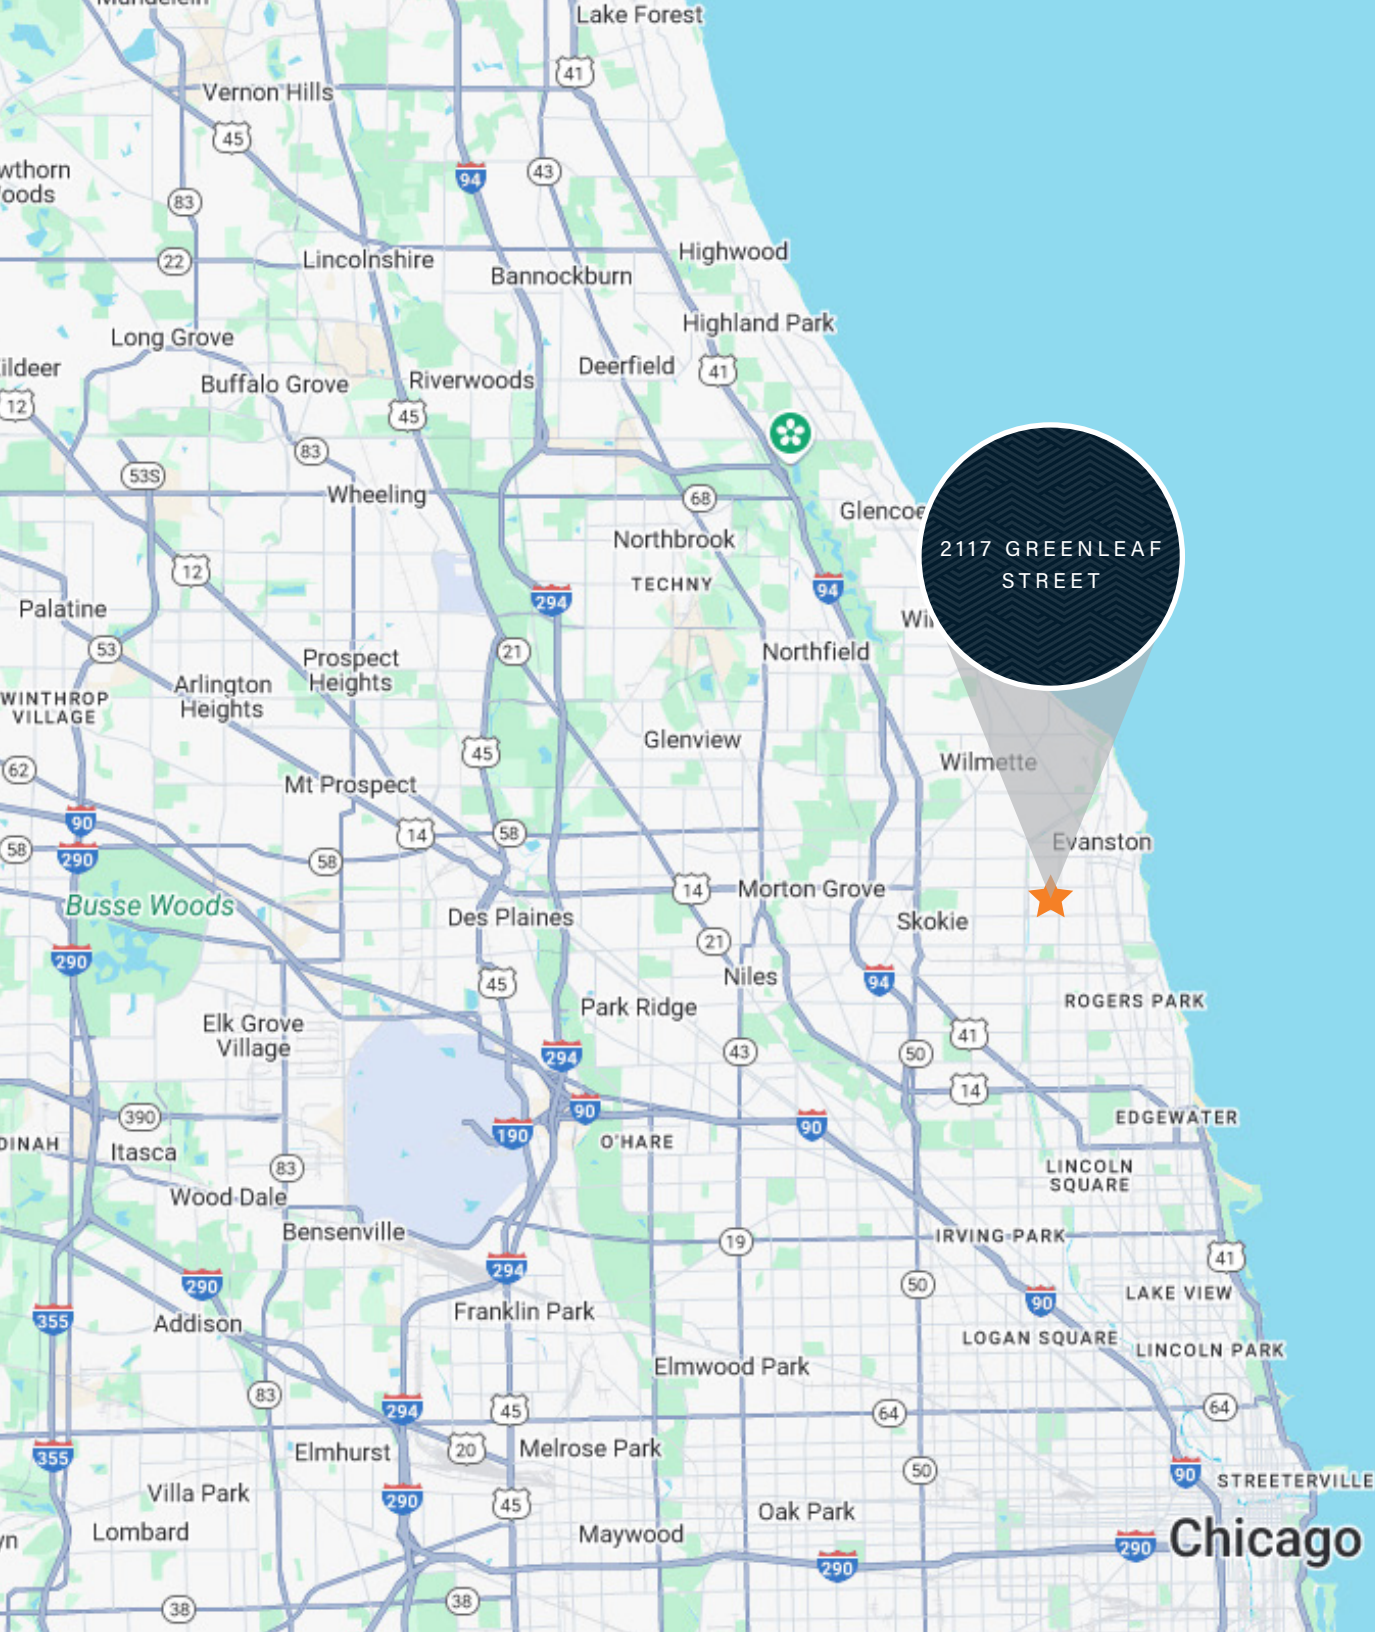 Mundelein
Lake Forest
41
Vernon Hills
45
94
43
83
22
Lincolnshire
Highwood
Bannockburn
Highland Park
Long Grove
Deerfield
41
Buffalo Grove
Riverwoods
12
45
83
53S
Wheeling
68
Glencoe
2117 GREENLEAF
STREET
Northbrook
TECHNY
12
294
94
Palatine
53
21
Northfield
Prospect
Heights
Arlington
Heights
WINTHROP
VILLAGE
45
Glenview
62
Wilmette
Mt Prospect
90
14
58
58
290
58
Evanston
14
Morton Grove
Busse Woods
Des Plaines
Skokie
21
290
45
Niles
94
Park Ridge
ROGERS PARK
Elk Grove
Village
41
294
43
50
14
390
90
190
90
EDGEWATER
O'HARE
Itasca
83
LINCOLN
SQUARE
Wood Dale
Bensenville
19
IRVING PARK
41
294
290
50
LAKE VIEW
90
355
Franklin Park
Addison
LOGAN SQUARE
LINCOLN PARK
Elmwood Park
83
294
45
64
64
Elmhurst
20
Melrose Park
355
50
90
STREETERVILLE
Villa Park
290
45
Oak Park
Lombard
Maywood
290
Chicago
290
38
38